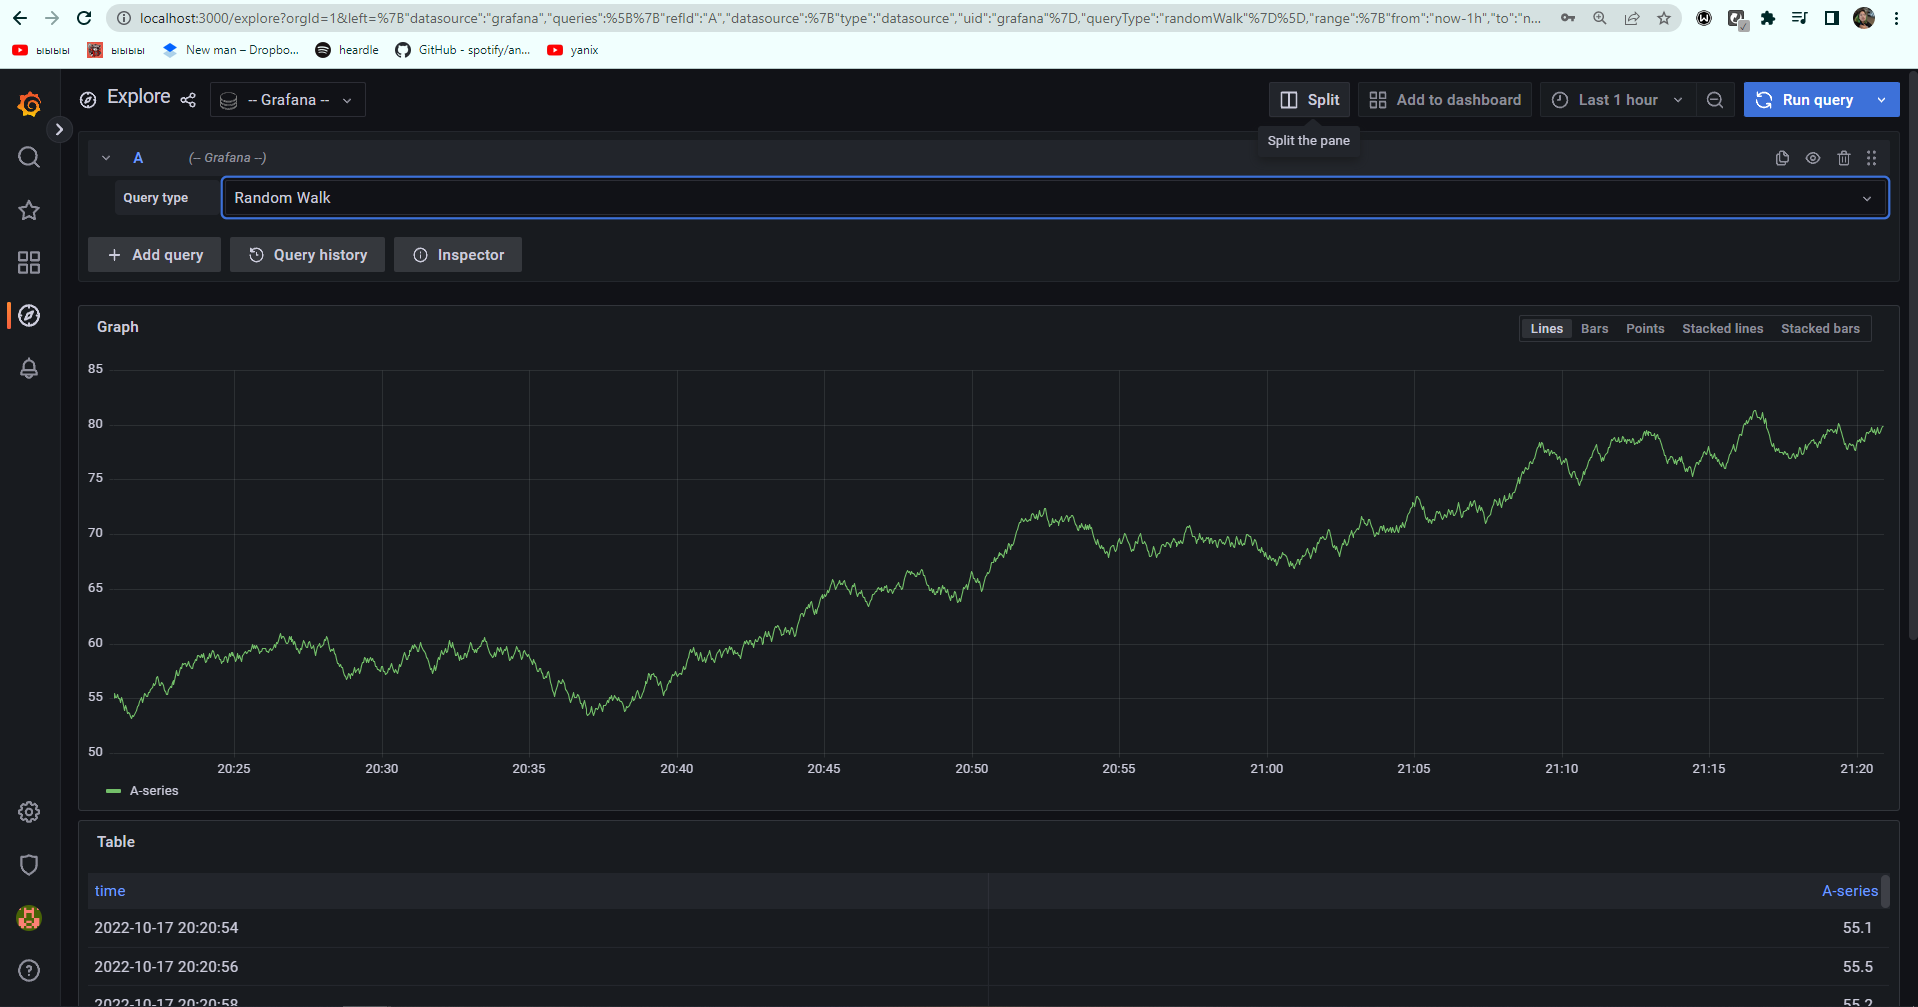 localhost:3000/explore?orgId=1&left=%7B"datasource":"grafana","queries":%5B%7B"refId":"A","datasource":%7B"type":"datasource","uid":"grafana"%7D,"queryType":"randomWalk"%7D%5D,"range":%7B"from":"now-1h","to":"n...
ыыыы ыыыы New man – Dropbo... heardle GitHub - spotify/an... yanix
Explore -- Grafana -- Split Add to dashboard Last 1 hour Run query
Split the pane
A (-- Grafana --)
Query type Random Walk
Add query Query history Inspector
Graph Lines Bars Points Stacked lines Stacked bars
85
80
75
70
65
60
55
50
20:25 20:30 20:35 20:40 20:45 20:50 20:55 21:00 21:05 21:10 21:15 21:20
A-series
Table
time A-series
2022-10-17 20:20:54 55.1
2022-10-17 20:20:56 55.5
2022-10-17 20:20:58 55.2